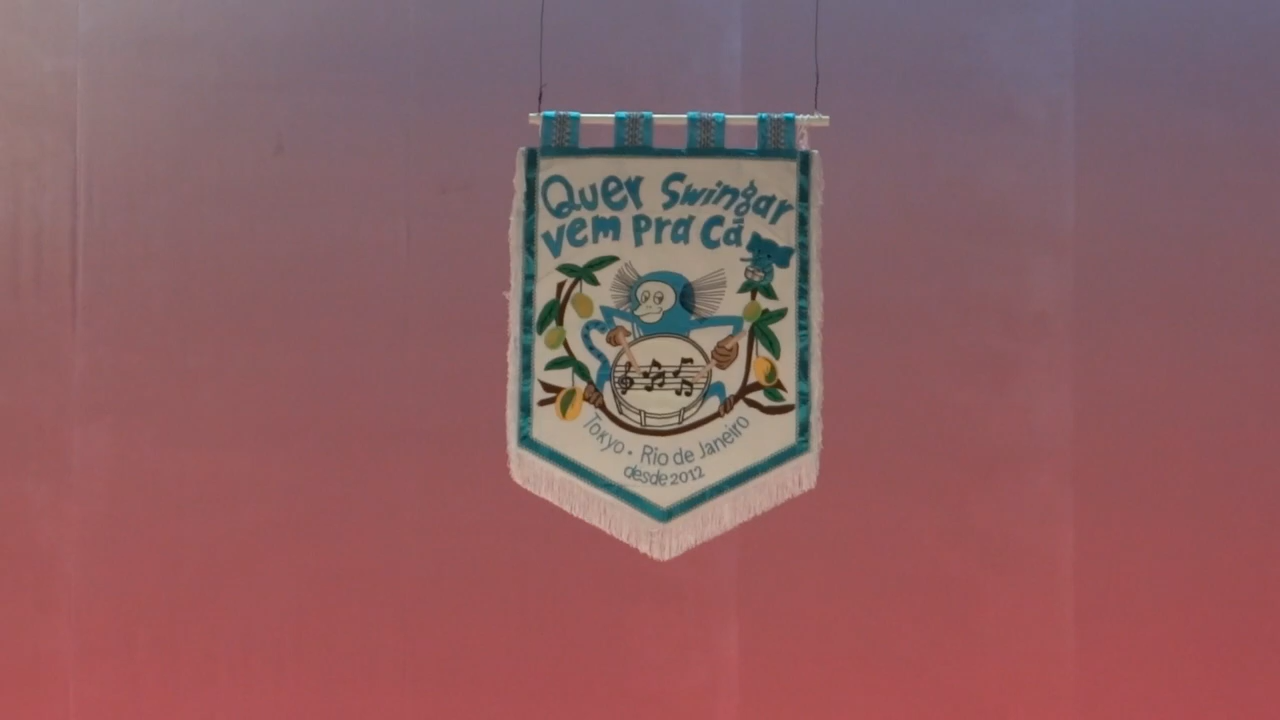 Quer Swingar
vem pra Cá
Tokyo • Rio de Janeiro
desde 2012